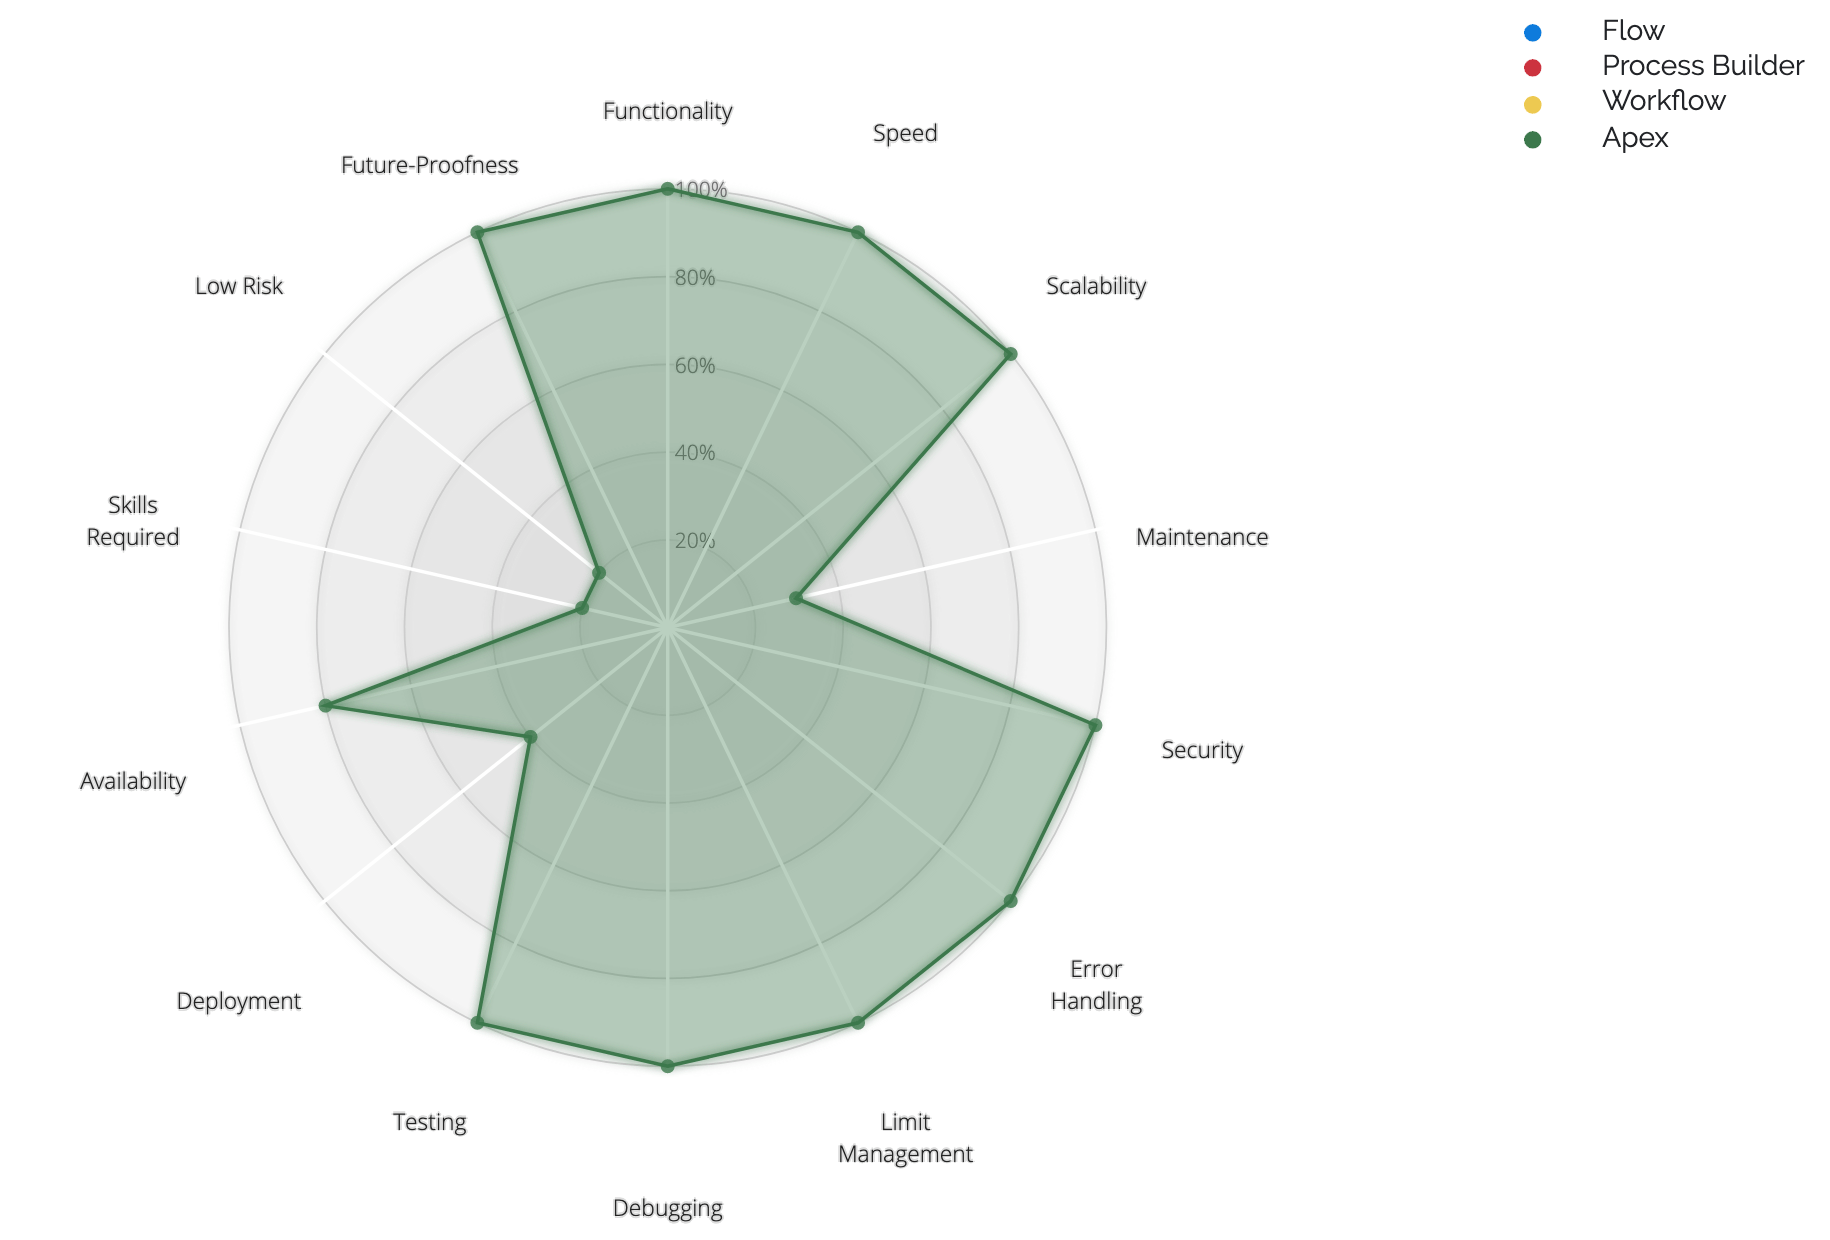 Flow
Process Builder
Workflow
Apex
Functionality
Speed
Future-Proofness
100%
Low Risk
80%
Scalability
60%
40%
Skills
Required
20%
Maintenance
Security
Availability
Error
Handling
Deployment
Testing
Limit
Management
Debugging